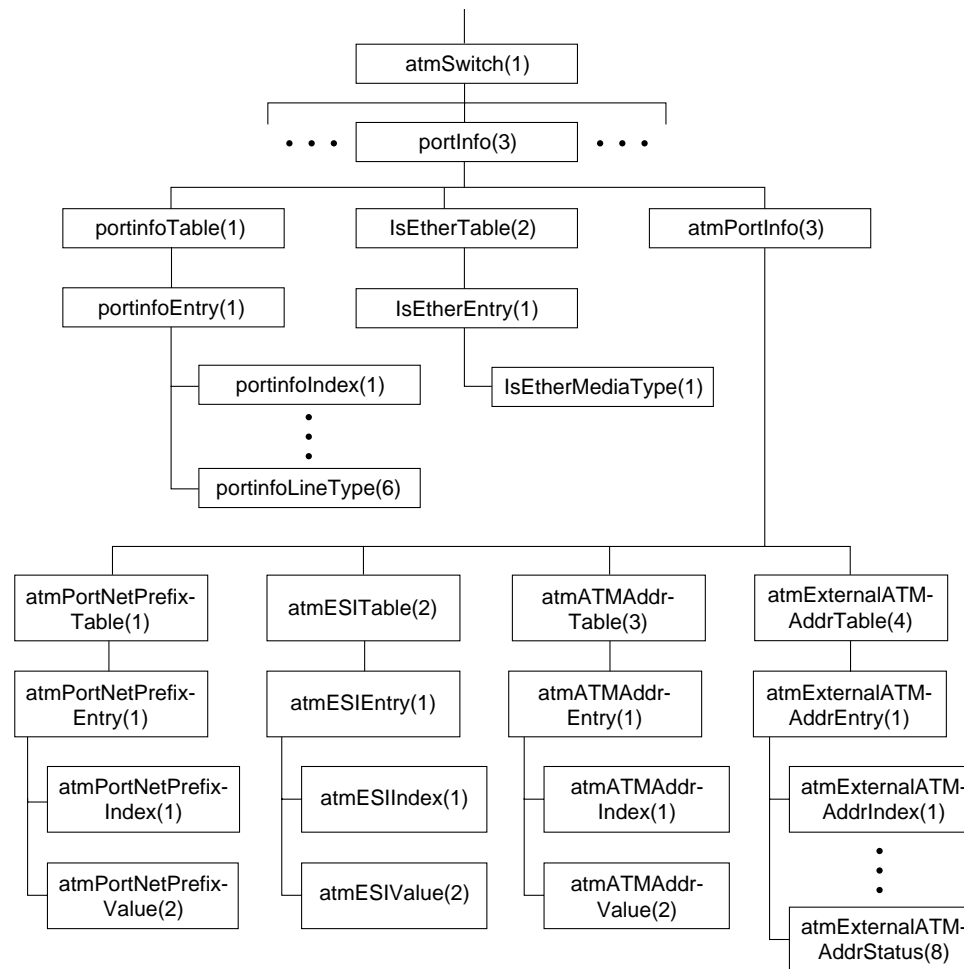 atmSwitch(1)
• • •
portInfo(3)
• • •
portinfoTable(1)
IsEtherTable(2)
atmPortInfo(3)
portinfoEntry(1)
IsEtherEntry(1)
portinfoIndex(1)
IsEtherMediaType(1)
portinfoLineType(6)
atmPortNetPrefix-
Table(1)
atmESITable(2)
atmATMAddr-
Table(3)
atmExternalATM-
AddrTable(4)
atmPortNetPrefix-
Entry(1)
atmESIEntry(1)
atmATMAddr-
Entry(1)
atmExternalATM-
AddrEntry(1)
atmPortNetPrefix-
Index(1)
atmESIIndex(1)
atmATMAddr-
Index(1)
atmExternalATM-
AddrIndex(1)
atmPortNetPrefix-
Value(2)
atmESIValue(2)
atmATMAddr-
Value(2)
atmExternalATM-
AddrStatus(8)